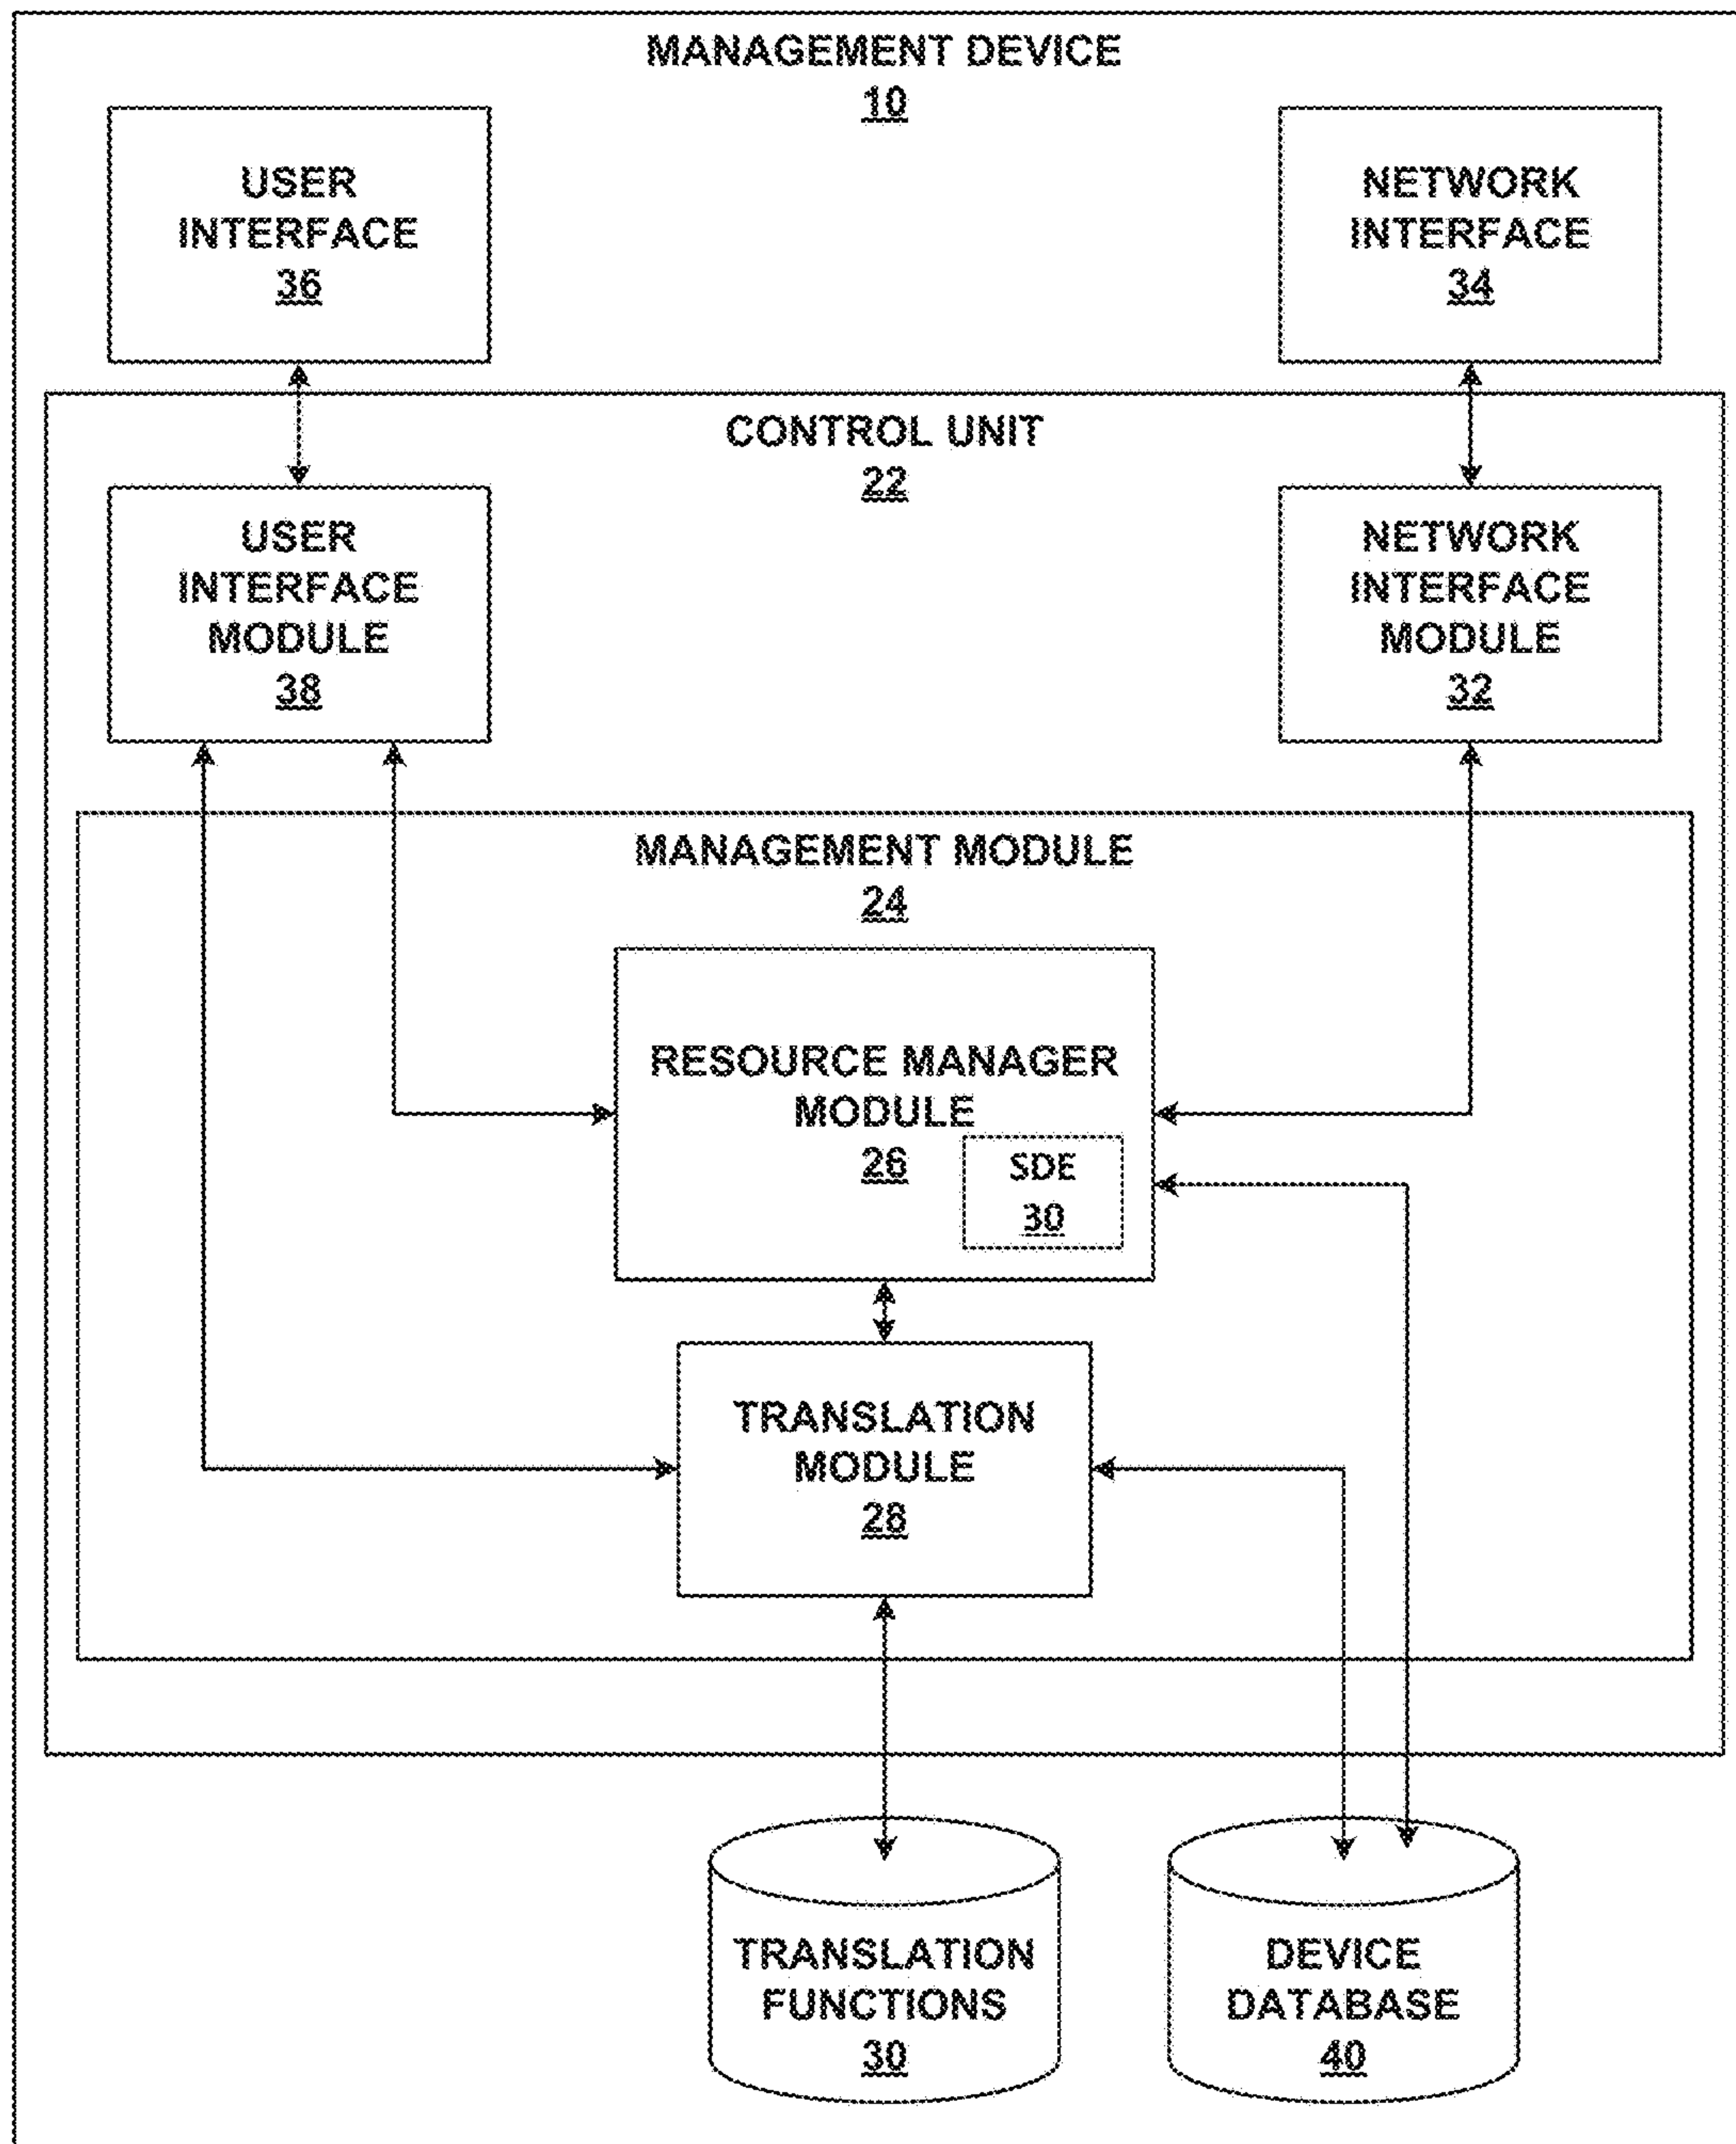 MANAGEMENT DEVICE
10
USER
INTERFACE
36
NETWORK
INTERFACE
34
CONTROL UNIT
22
USER
INTERFACE
MODULE
38
NETWORK
INTERFACE
MODULE
32
MANAGEMENT MODULE
24
RESOURCE MANAGER
MODULE
26
SDE
30
TRANSLATION
MODULE
28
TRANSLATION
FUNCTIONS
30
DEVICE
DATABASE
40